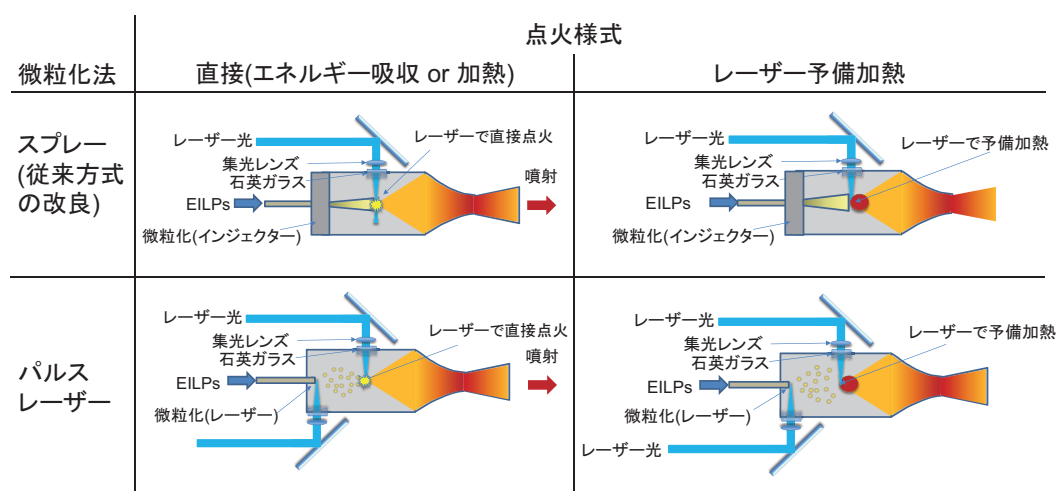 点火様式
微粒化法
直接(エネルギー吸収 or 加熱)
レーザー予備加熱
スプレー
(従来方式
の改良)
レーザー光
レーザーで直接点火
集光レンズ
石英ガラス
噴射
EILPs
微粒化(インジェクター)
レーザー光
レーザーで予備加熱
集光レンズ
石英ガラス
EILPs
微粒化(インジェクター)
パルス
レーザー
レーザー光
レーザーで直接点火
集光レンズ
石英ガラス
噴射
EILPs
微粒化(レーザー)
レーザー光
レーザーで予備加熱
集光レンズ
石英ガラス
EILPs
微粒化(レーザー)
レーザー光